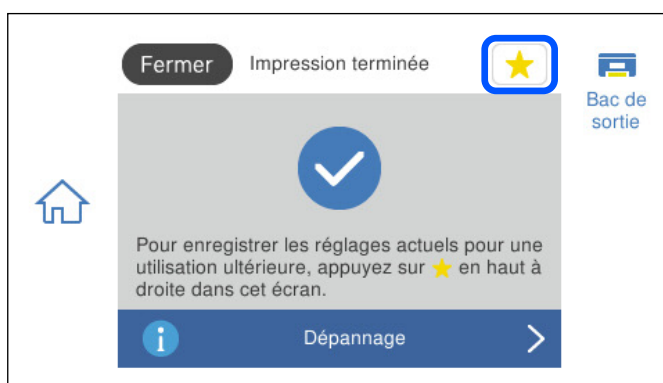 Fermer
Impression terminée
Bac de
sortie
Pour enregistrer les réglages actuels pour une
utilisation ultérieure, appuyez sur ⭐ en haut à
droite dans cet écran.
i
Dépannage